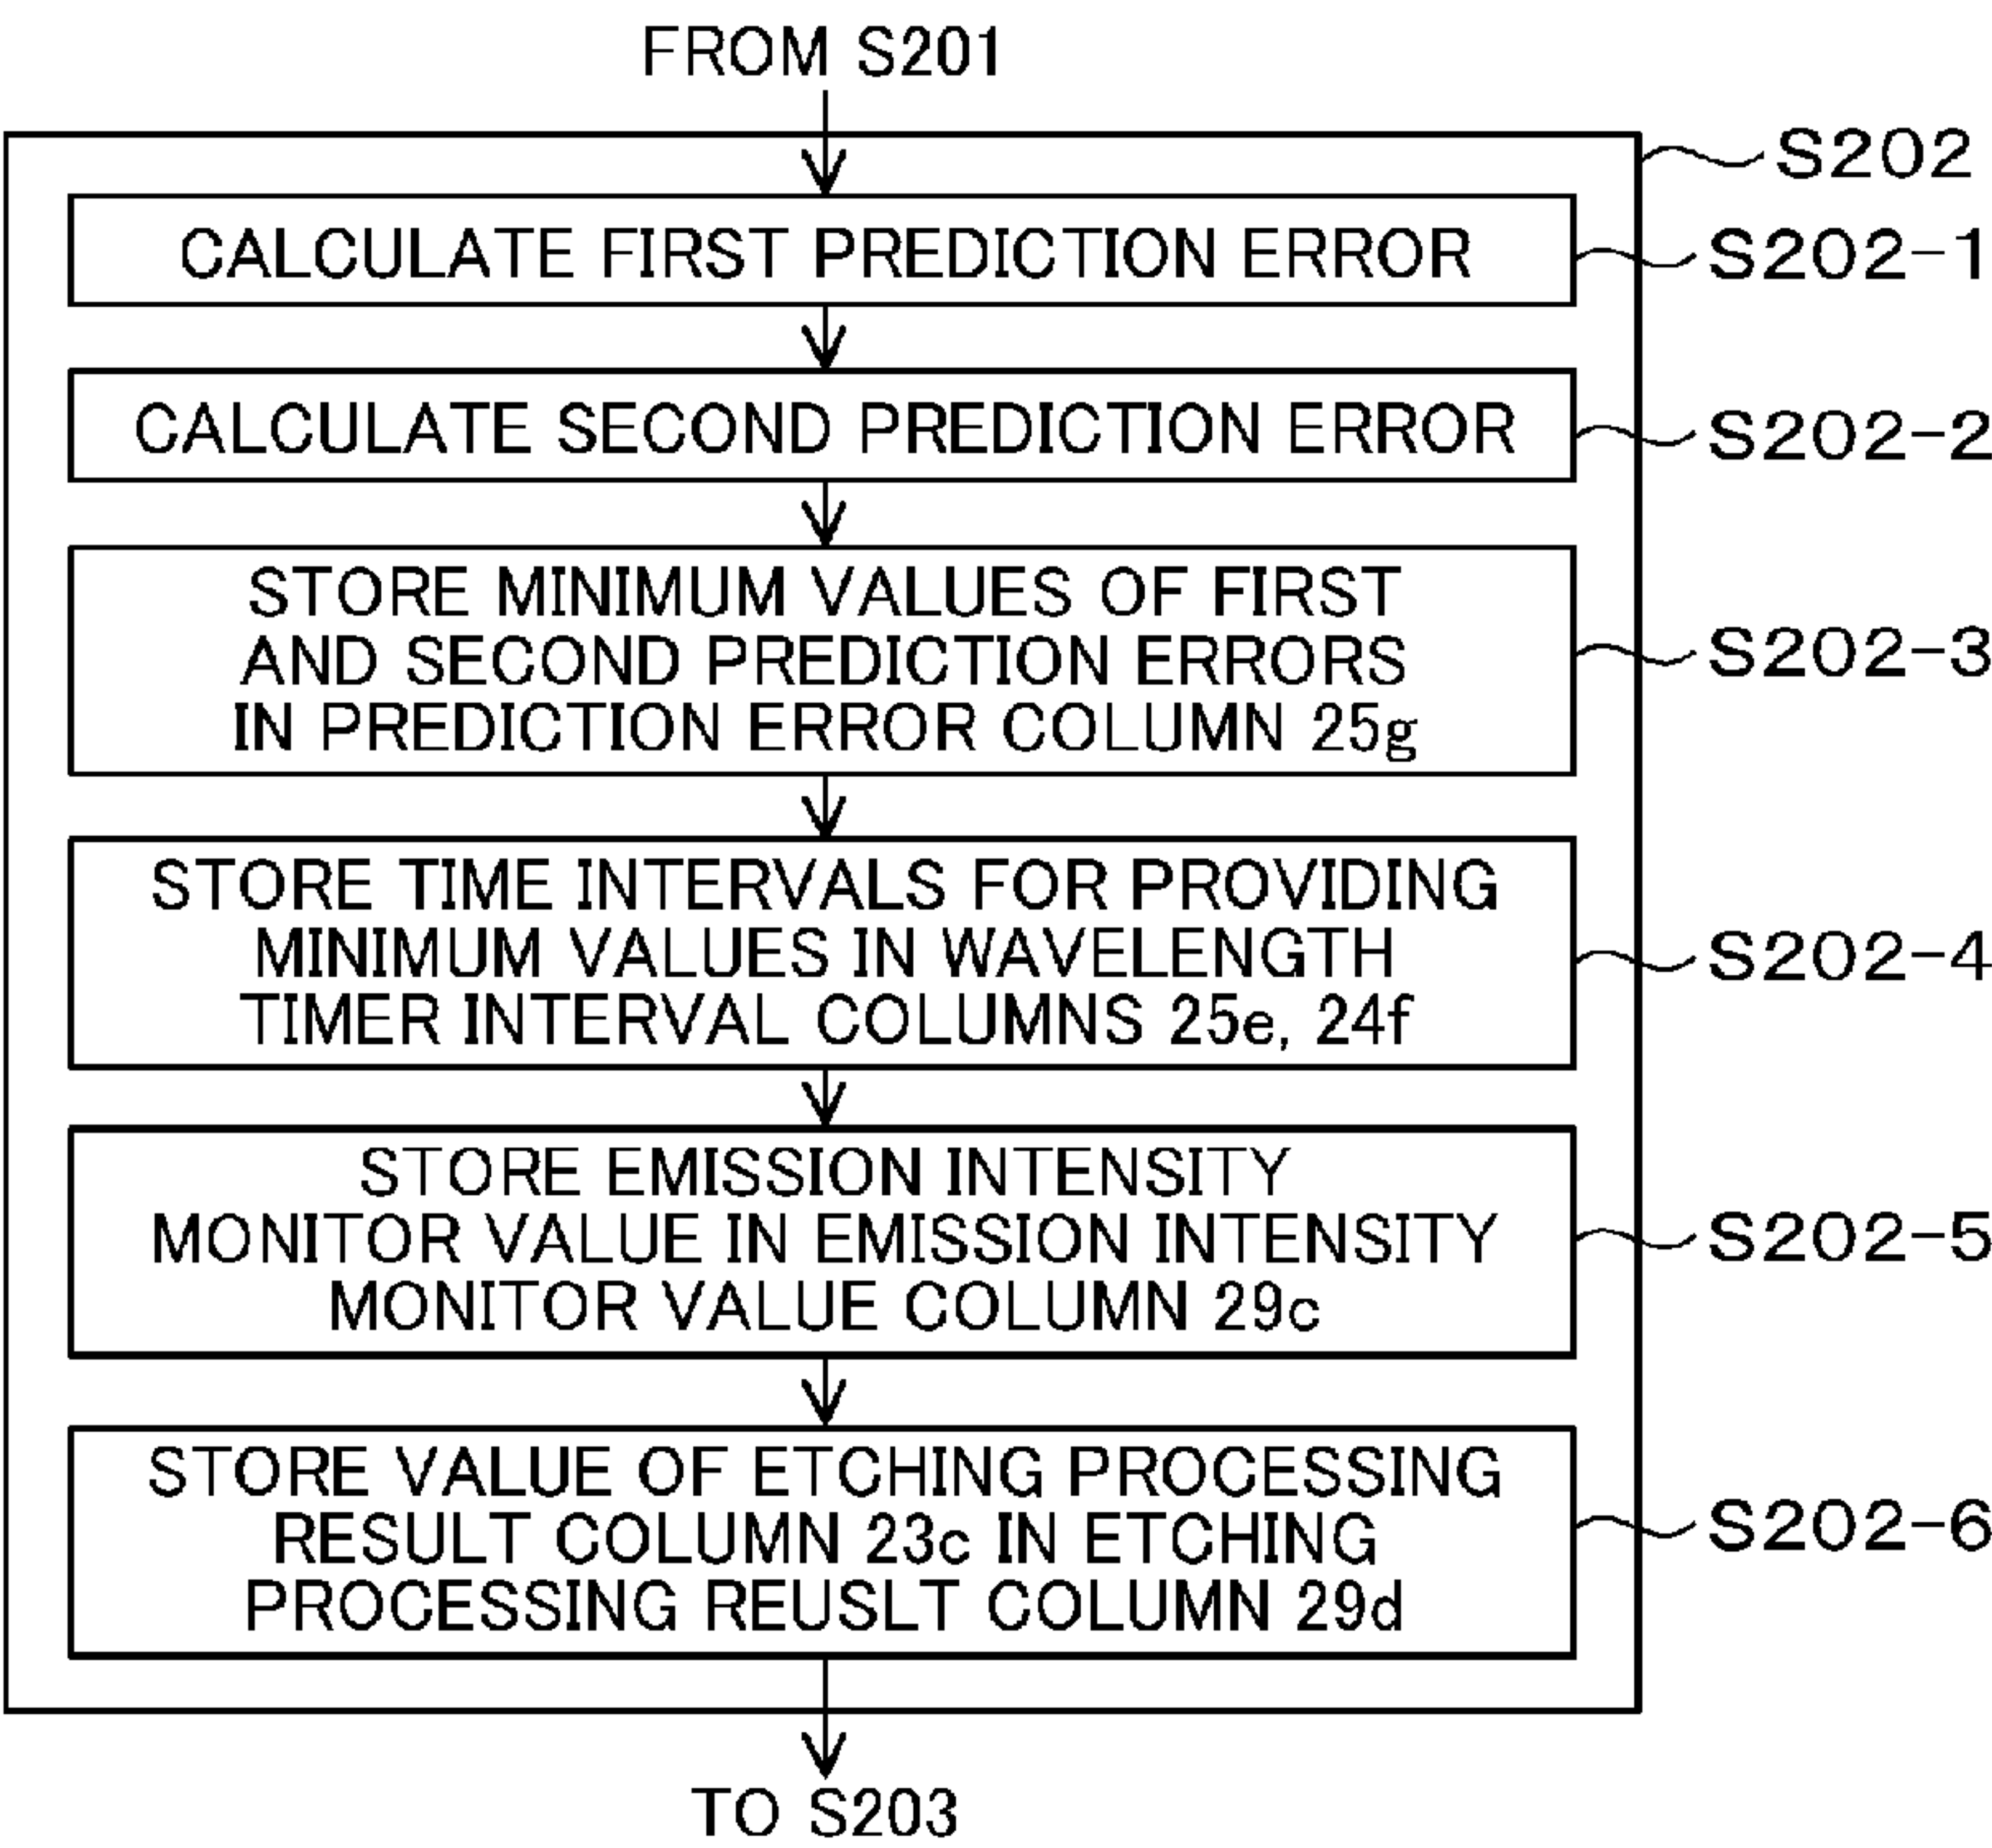 FROM S201
S202
CALCULATE FIRST PREDICTION ERROR
S202-1
CALCULATE SECOND PREDICTION ERROR
S202-2
STORE MINIMUM VALUES OF FIRST
AND SECOND PREDICTION ERRORS
IN PREDICTION ERROR COLUMN 25g
S202-3
STORE TIME INTERVALS FOR PROVIDING
MINIMUM VALUES IN WAVELENGTH
TIMER INTERVAL COLUMNS 25e, 24f
S202-4
STORE EMISSION INTENSITY
MONITOR VALUE IN EMISSION INTENSITY
MONITOR VALUE COLUMN 29c
S202-5
STORE VALUE OF ETCHING PROCESSING
RESULT COLUMN 23c IN ETCHING
PROCESSING REUSLT COLUMN 29d
S202-6
TO S203